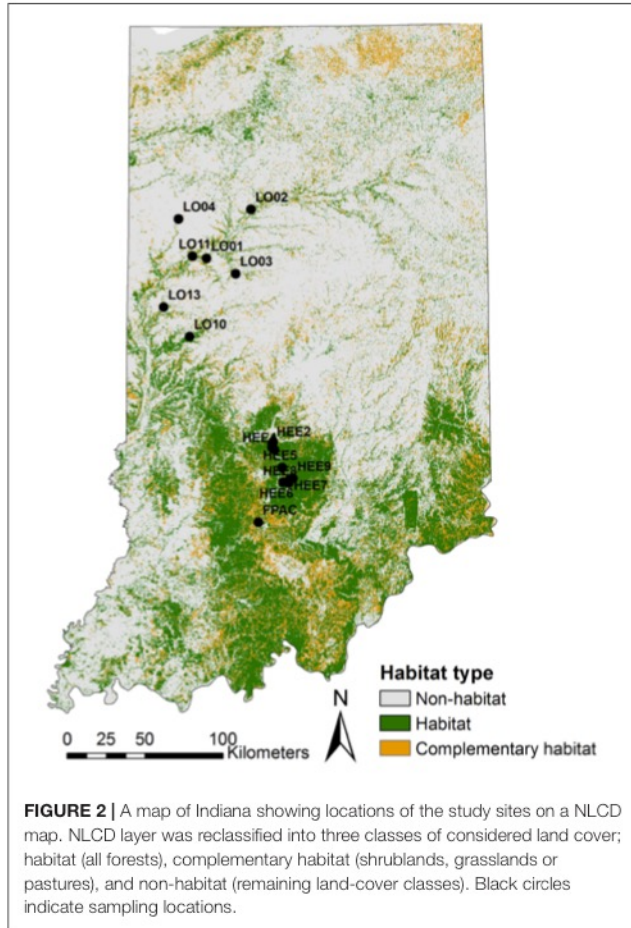 LO02
LO04
LO11 LO01
LO03
LO13
LO10
HEE2
HEE5
HEE9
HEE7
HEE6
FPAC
Habitat type
Non-habitat
Habitat
Complementary habitat
N
0 25 50 100
Kilometers
FIGURE 2 | A map of Indiana showing locations of the study sites on a NLCD
map. NLCD layer was reclassified into three classes of considered land cover;
habitat (all forests), complementary habitat (shrublands, grasslands or
pastures), and non-habitat (remaining land-cover classes). Black circles
indicate sampling locations.